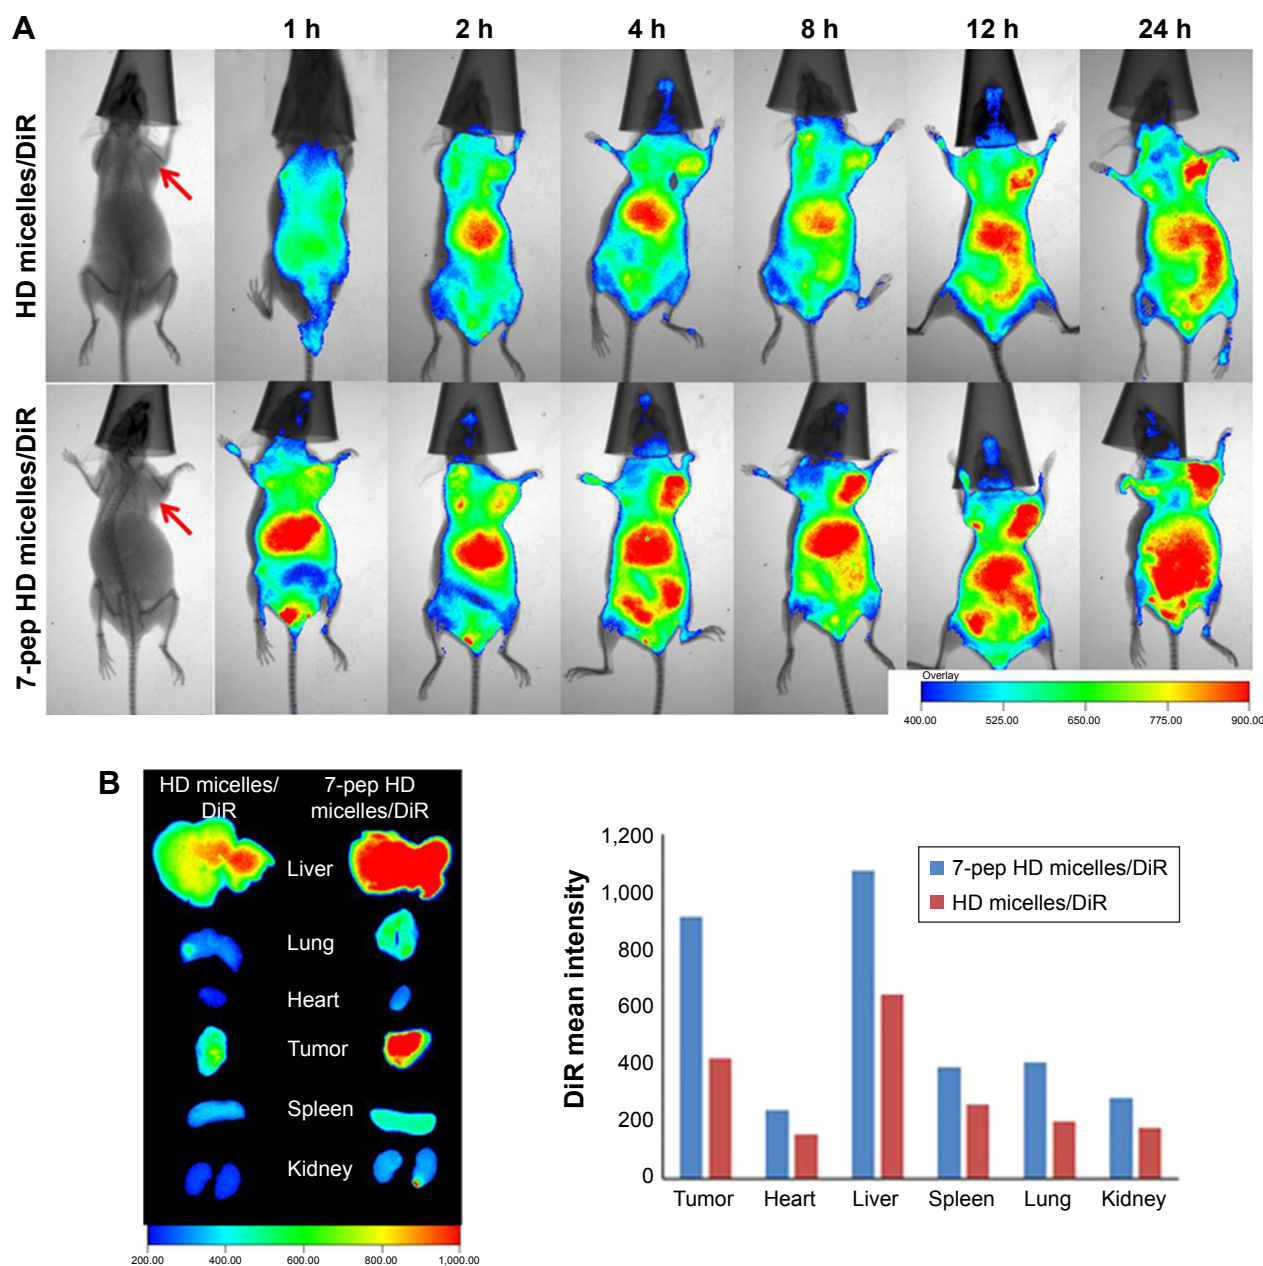 A
1 h
2 h
4 h
8 h
12 h
24 h
HD micelles/DiR
7-pep HD micelles/DiR
Overlay
400.00
525.00
650.00
775.00
900.00
B
HD micelles/
DiR
7-pep HD
micelles/DiR
Liver
Lung
Heart
Tumor
Spleen
Kidney
200.00
400.00
600.00
800.00
1,000.00
DiR mean intensity
1,200
1,000
800
600
400
200
0
7-pep HD micelles/DiR
HD micelles/DiR
Tumor
Heart
Liver
Spleen
Lung
Kidney